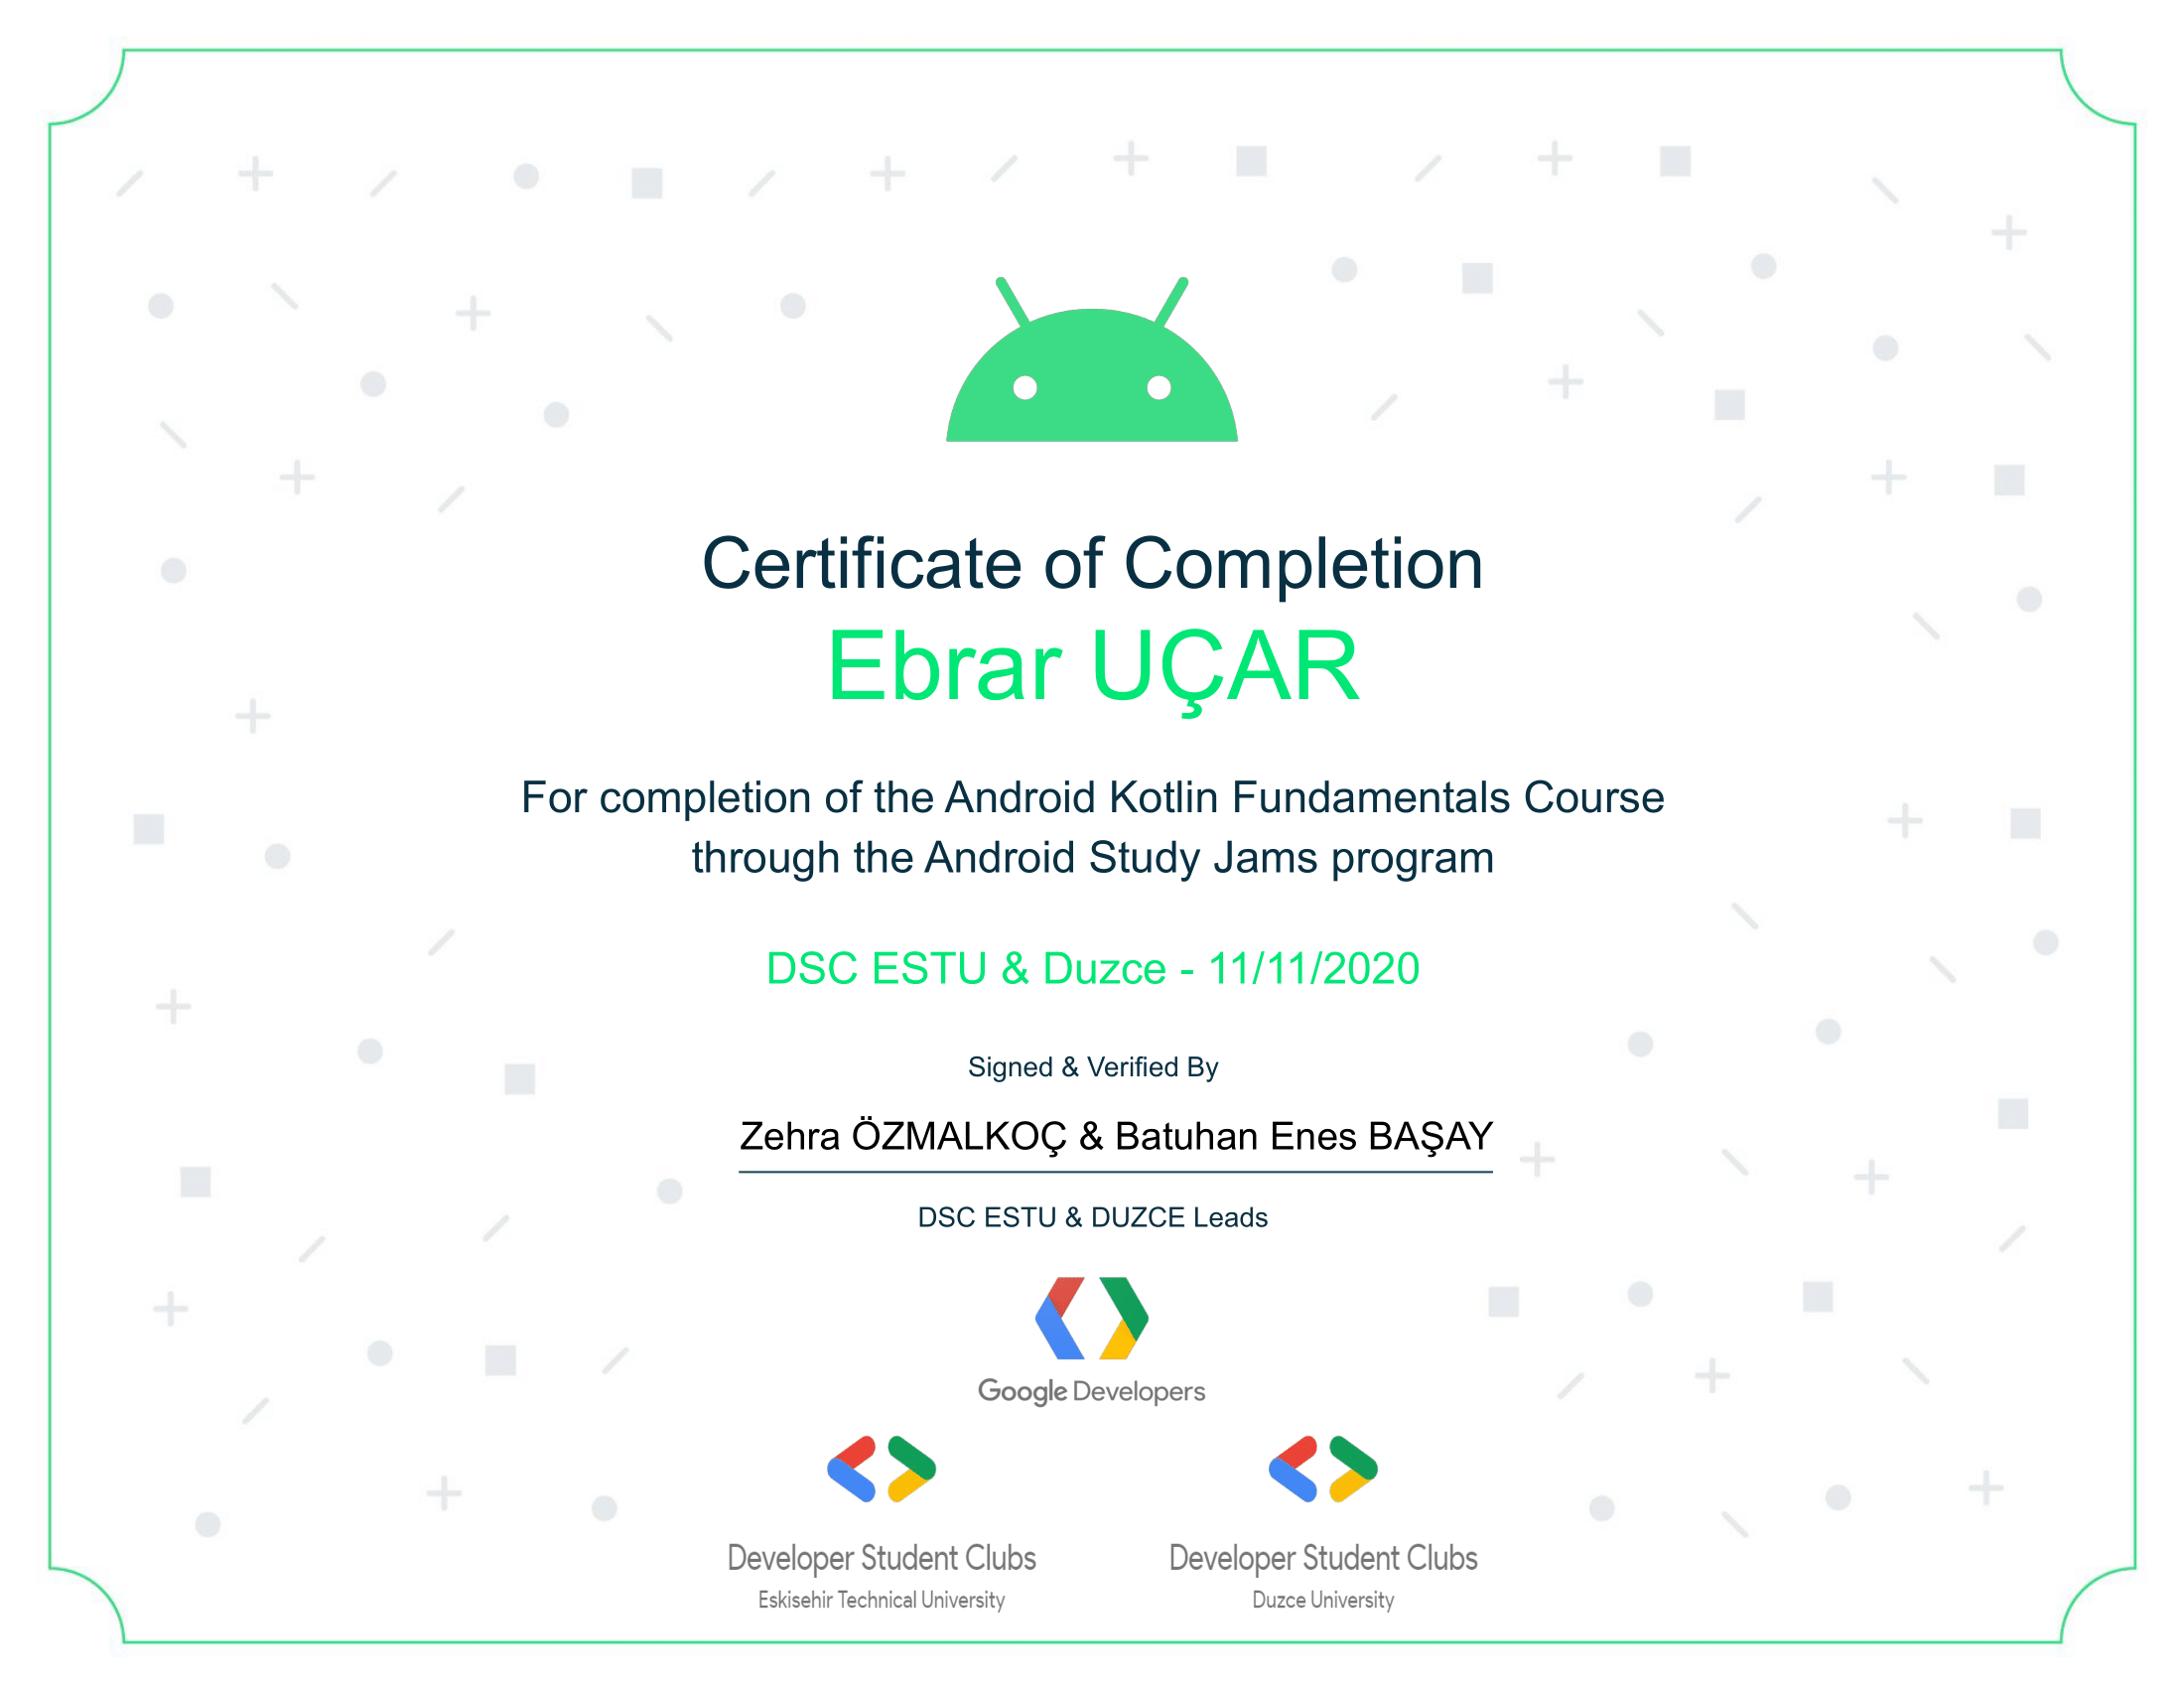 Certificate of Completion
Ebrar UÇAR
For completion of the Android Kotlin Fundamentals Course
through the Android Study Jams program
DSC ESTU & Duzce - 11/11/2020
Signed & Verified By
Zehra ÖZMALKOÇ & Batuhan Enes BAŞAY
DSC ESTU & DUZCE Leads
Google Developers
Developer Student Clubs
Eskisehir Technical University
Developer Student Clubs
Duzce University